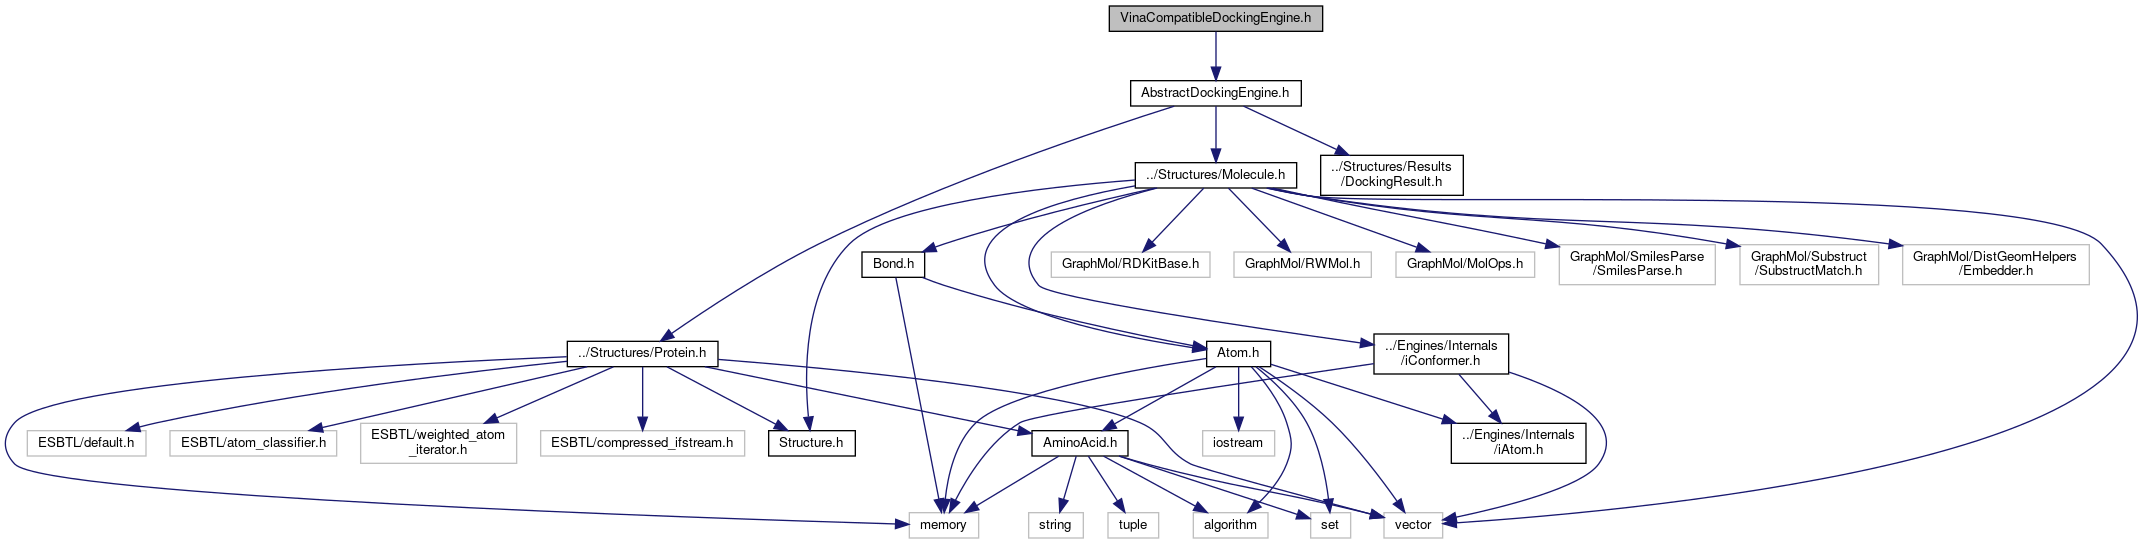 VinaCompatibleDockingEngine.h
AbstractDockingEngine.h
../Structures/Molecule.h
../Structures/Results
/DockingResult.h
Bond.h
GraphMol/RDKitBase.h
GraphMol/RWMol.h
GraphMol/MolOps.h
GraphMol/SmilesParse
/SmilesParse.h
GraphMol/Substruct
/SubstructMatch.h
GraphMol/DistGeomHelpers
/Embedder.h
../Structures/Protein.h
Atom.h
../Engines/Internals
/iConformer.h
ESBTL/default.h
ESBTL/atom_classifier.h
ESBTL/weighted_atom
_iterator.h
ESBTL/compressed_ifstream.h
Structure.h
AminoAcid.h
iostream
../Engines/Internals
/iAtom.h
memory
string
tuple
algorithm
set
vector